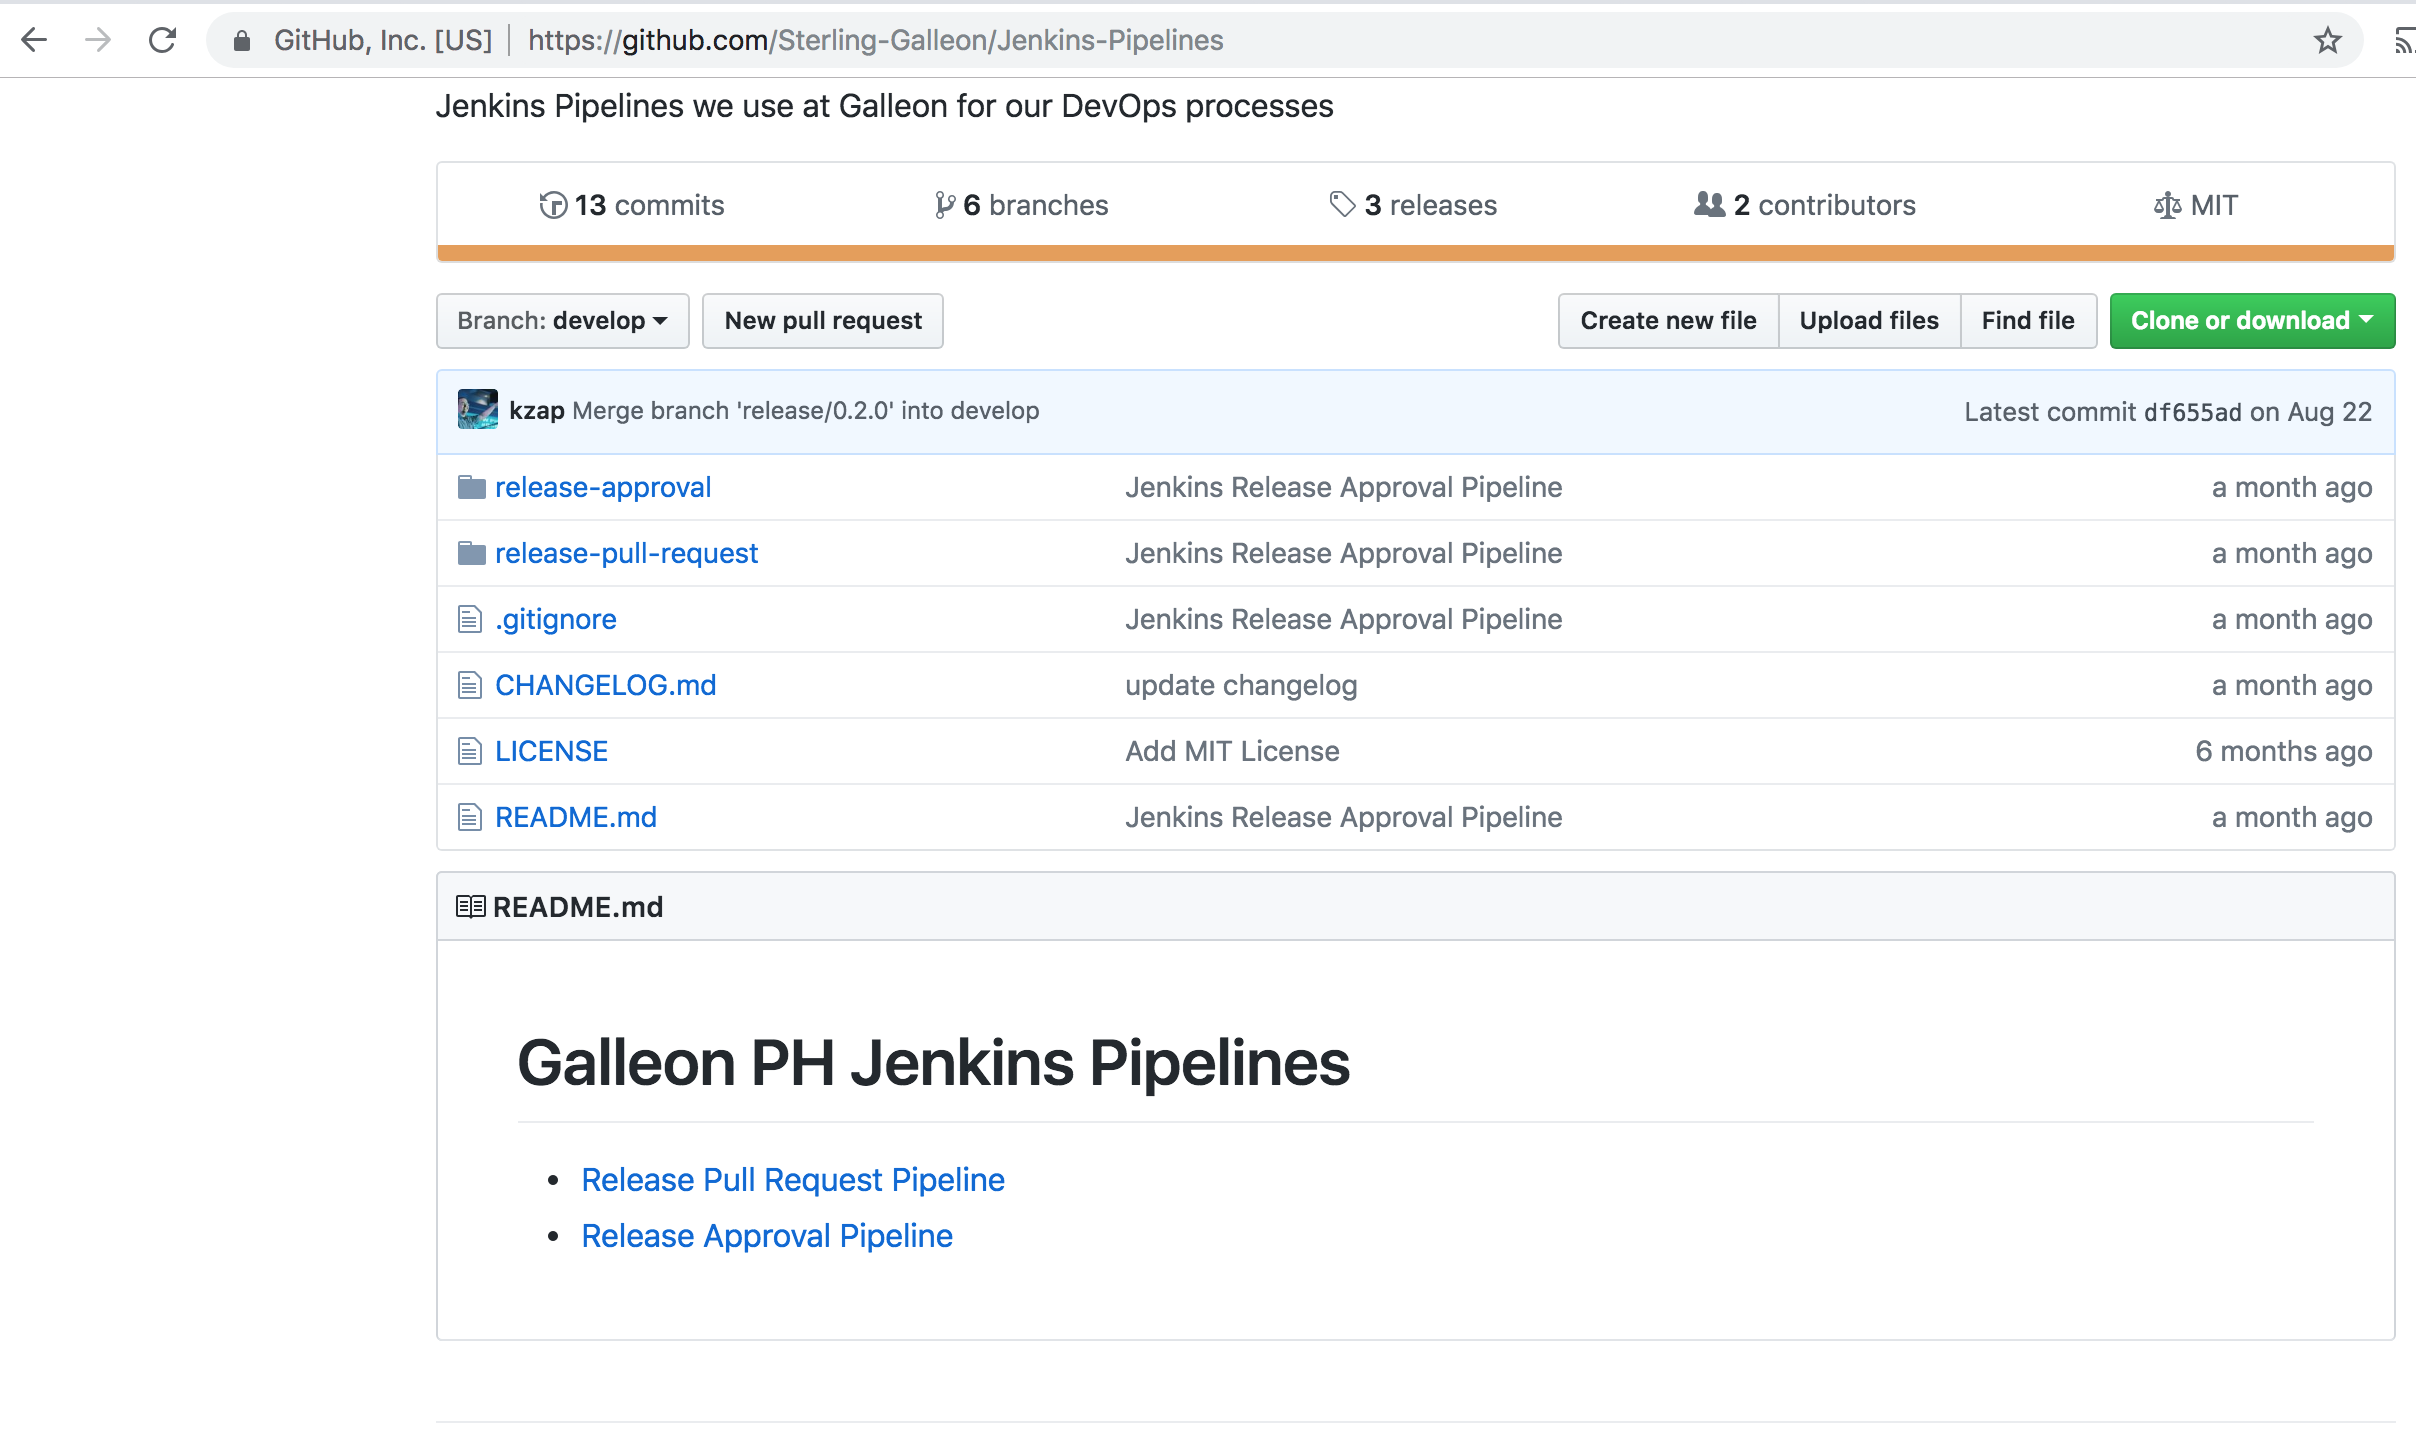 GitHub, Inc. [US] | https://github.com/Sterling-Galleon/Jenkins-Pipelines
Jenkins Pipelines we use at Galleon for our DevOps processes
13 commits 6 branches 3 releases 2 contributors MIT
Branch: develop New pull request Create new file Upload files Find file Clone or download
kzap Merge branch 'release/0.2.0' into develop Latest commit df655ad on Aug 22
release-approval Jenkins Release Approval Pipeline a month ago
release-pull-request Jenkins Release Approval Pipeline a month ago
.gitignore Jenkins Release Approval Pipeline a month ago
CHANGELOG.md update changelog a month ago
LICENSE Add MIT License 6 months ago
README.md Jenkins Release Approval Pipeline a month ago
README.md
Galleon PH Jenkins Pipelines
• Release Pull Request Pipeline
• Release Approval Pipeline